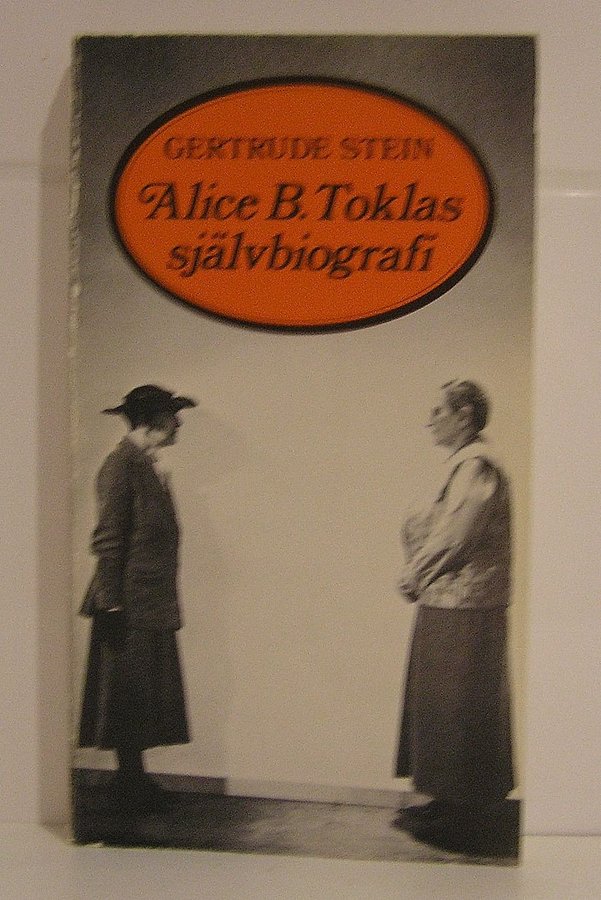 GERTRUDE STEIN
Alice B. Toklas
självbiografi